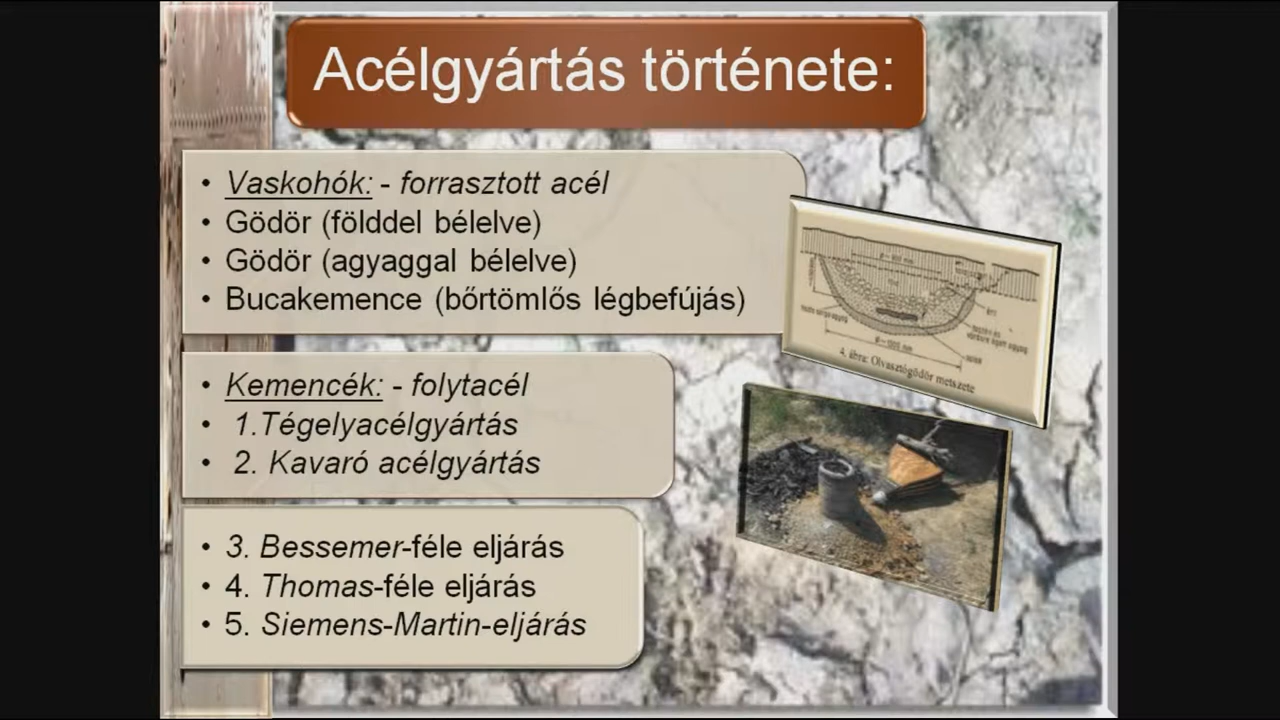 Acélgyártás története:
• Vaskohók: - forrasztott acél
• Gödör (földdel bélelve)
• Gödör (agyaggal bélelve)
• Bucakemence (bőrtömlős légbefújás)
4. ábra: Olvasztógödör metszete
• Kemencék: - folytacél
• 1.Tégelyacélgyártás
• 2. Kavaró acélgyártás
• 3. Bessemer-féle eljárás
• 4. Thomas-féle eljárás
• 5. Siemens-Martin-eljárás